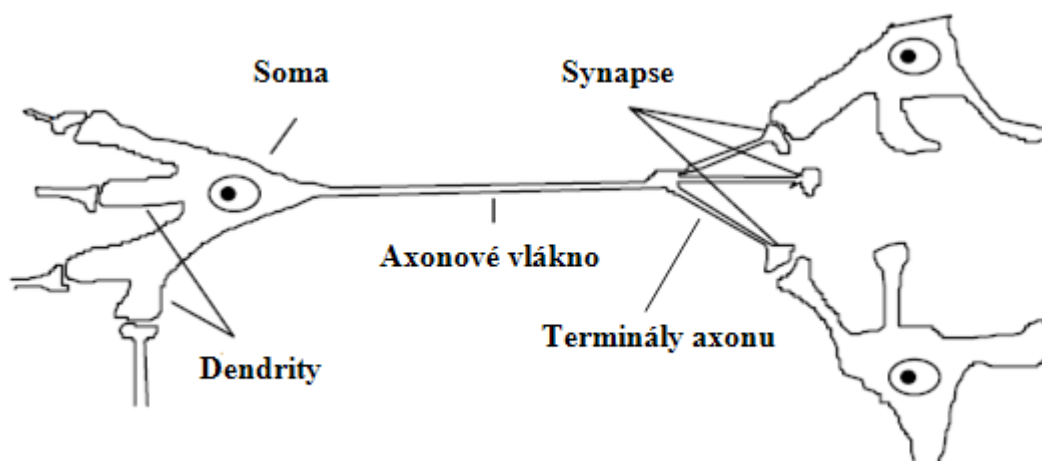 Soma
Synapse
Axonové vlákno
Terminály axonu
Dendrity